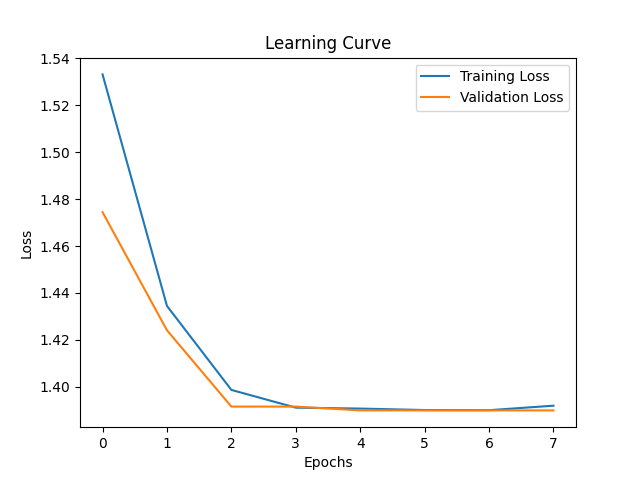 Learning Curve
Training Loss
Validation Loss
1.54
1.52
1.50
1.48
1.46
1.44
1.42
1.40
Loss
0 1 2 3 4 5 6 7
Epochs